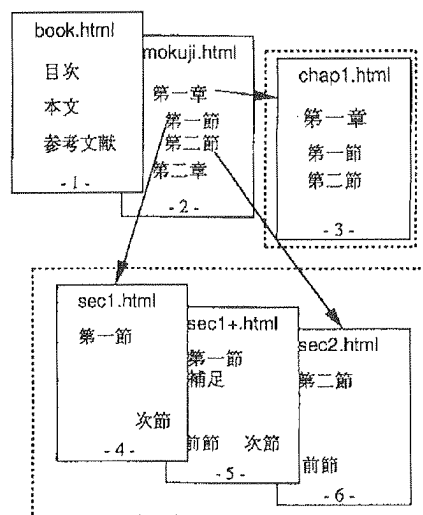 book.html
目次
本文
参考文献
- 1 -
mokuji.html
第一章
第一節
第二節
第二章
- 2 -
chap1.html
第一章
第一節
第二節
- 3 -
sec1.html
第一節
次節
- 4 -
sec1+.html
第一節
補足
前節 次節
- 5 -
sec2.html
第二節
前節
- 6 -